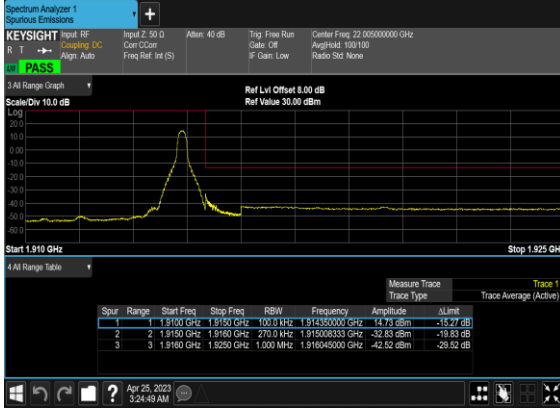 Spectrum Analyzer 1
Spurious Emissions
KEYSIGHT Input: RF Input Z: 50 Ω Atten: 40 dB Trig: Free Run Center Freq: 22.005000000 GHz
R T Coupling: DC Corr CCorr Gate: Off Avg|Hold: 100/100
Align: Auto Freq Ref: Int (S) IF Gain: Low Radio Std: None
PASS
3 All Range Graph
Ref Lvl Offset 8.00 dB
Scale/Div 10.0 dB Ref Value 30.00 dBm
Log
20.0
10.0
0.00
-10.0
-20.0
-30.0
-40.0
-50.0
-60.0
Start 1.910 GHz Stop 1.925 GH
4 All Range Table
Measure Trace Trace 1
Trace Type Trace Average (Active)
Spur Range Start Freq Stop Freq RBW Frequency Amplitude ΔLimit
1 1 1.9100 GHz 1.9150 GHz 100.0 kHz 1.914350000 GHz 14.73 dBm -15.27 dB
2 2 1.9150 GHz 1.9160 GHz 270.0 kHz 1.915008333 GHz -32.83 dBm -19.83 dB
3 3 1.9160 GHz 1.9250 GHz 1.000 MHz 1.916045000 GHz -42.52 dBm -29.52 dB
Apr 25, 2023
3:24:49 AM